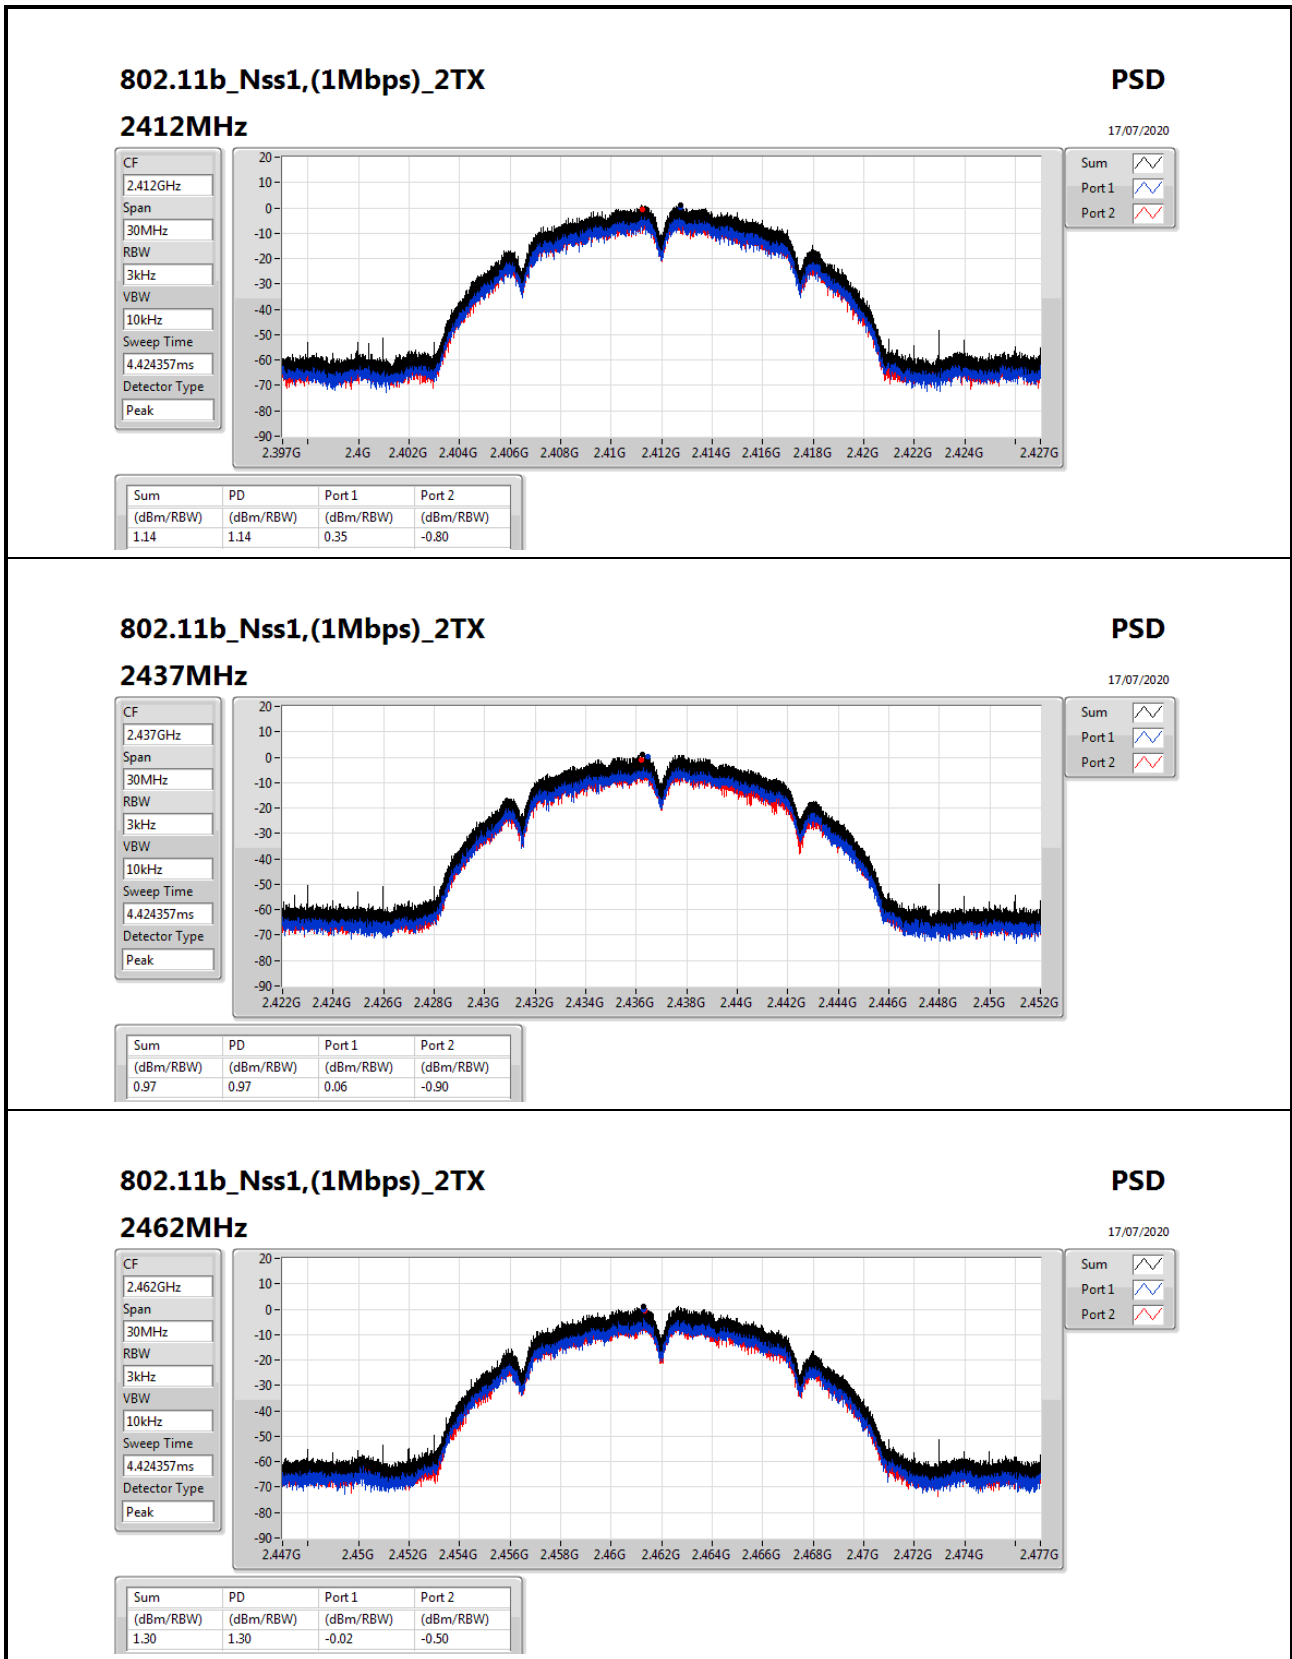 802.11b_Nss1,(1Mbps)_2TX PSD
2412MHz 17/07/2020
CF
2.412GHz
Span
30MHz
RBW
3kHz
VBW
10kHz
Sweep Time
4.424357ms
Detector Type
Peak
20
10
0
-10
-20
-30
-40
-50
-60
-70
-80
-90
2.397G 2.4G 2.402G 2.404G 2.406G 2.408G 2.41G 2.412G 2.414G 2.416G 2.418G 2.42G 2.422G 2.424G 2.427G
Sum
Port 1
Port 2
Sum PD Port 1 Port 2
(dBm/RBW) (dBm/RBW) (dBm/RBW) (dBm/RBW)
1.14 1.14 0.35 -0.80
802.11b_Nss1,(1Mbps)_2TX PSD
2437MHz 17/07/2020
CF
2.437GHz
Span
30MHz
RBW
3kHz
VBW
10kHz
Sweep Time
4.424357ms
Detector Type
Peak
20
10
0
-10
-20
-30
-40
-50
-60
-70
-80
-90
2.422G 2.424G 2.426G 2.428G 2.43G 2.432G 2.434G 2.436G 2.438G 2.44G 2.442G 2.444G 2.446G 2.448G 2.45G 2.452G
Sum
Port 1
Port 2
Sum PD Port 1 Port 2
(dBm/RBW) (dBm/RBW) (dBm/RBW) (dBm/RBW)
0.97 0.97 0.06 -0.90
802.11b_Nss1,(1Mbps)_2TX PSD
2462MHz 17/07/2020
CF
2.462GHz
Span
30MHz
RBW
3kHz
VBW
10kHz
Sweep Time
4.424357ms
Detector Type
Peak
20
10
0
-10
-20
-30
-40
-50
-60
-70
-80
-90
2.447G 2.45G 2.452G 2.454G 2.456G 2.458G 2.46G 2.462G 2.464G 2.466G 2.468G 2.47G 2.472G 2.474G 2.477G
Sum
Port 1
Port 2
Sum PD Port 1 Port 2
(dBm/RBW) (dBm/RBW) (dBm/RBW) (dBm/RBW)
1.30 1.30 -0.02 -0.50